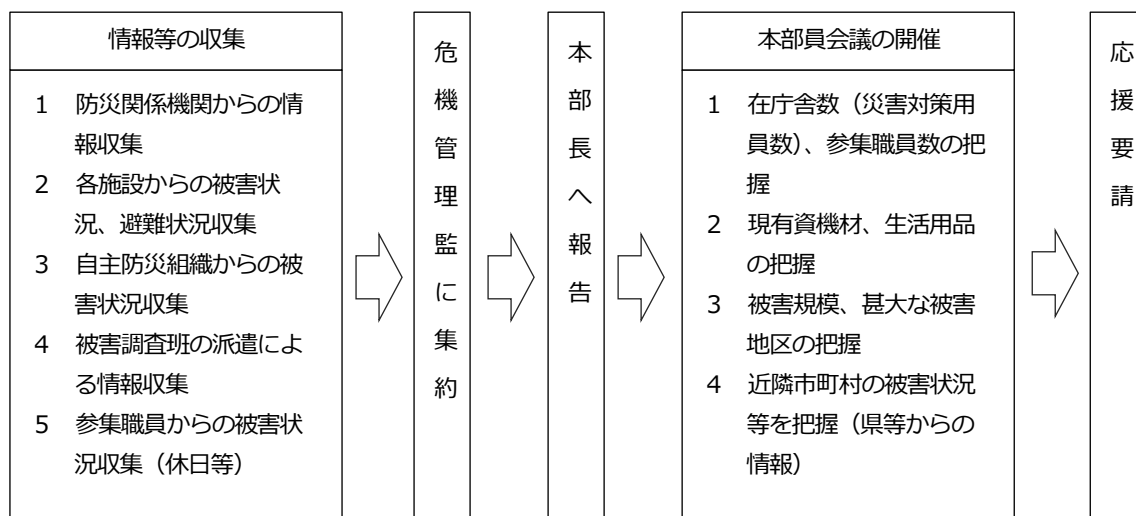 情報等の収集
1 防災関係機関からの情
報収集
2 各施設からの被害状
況、避難状況収集
3 自主防災組織からの被
害状況収集
4 被害調査班の派遣によ
る情報収集
5 参集職員からの被害状
況収集（休日等）
危機管理監に集約
本部長へ報告
本部員会議の開催
1 在庁舎数（災害対策用
員数）、参集職員数の把
握
2 現有資機材、生活用品
の把握
3 被害規模、甚大な被害
地区の把握
4 近隣市町村の被害状況
等を把握（県等からの
情報）
応援要請